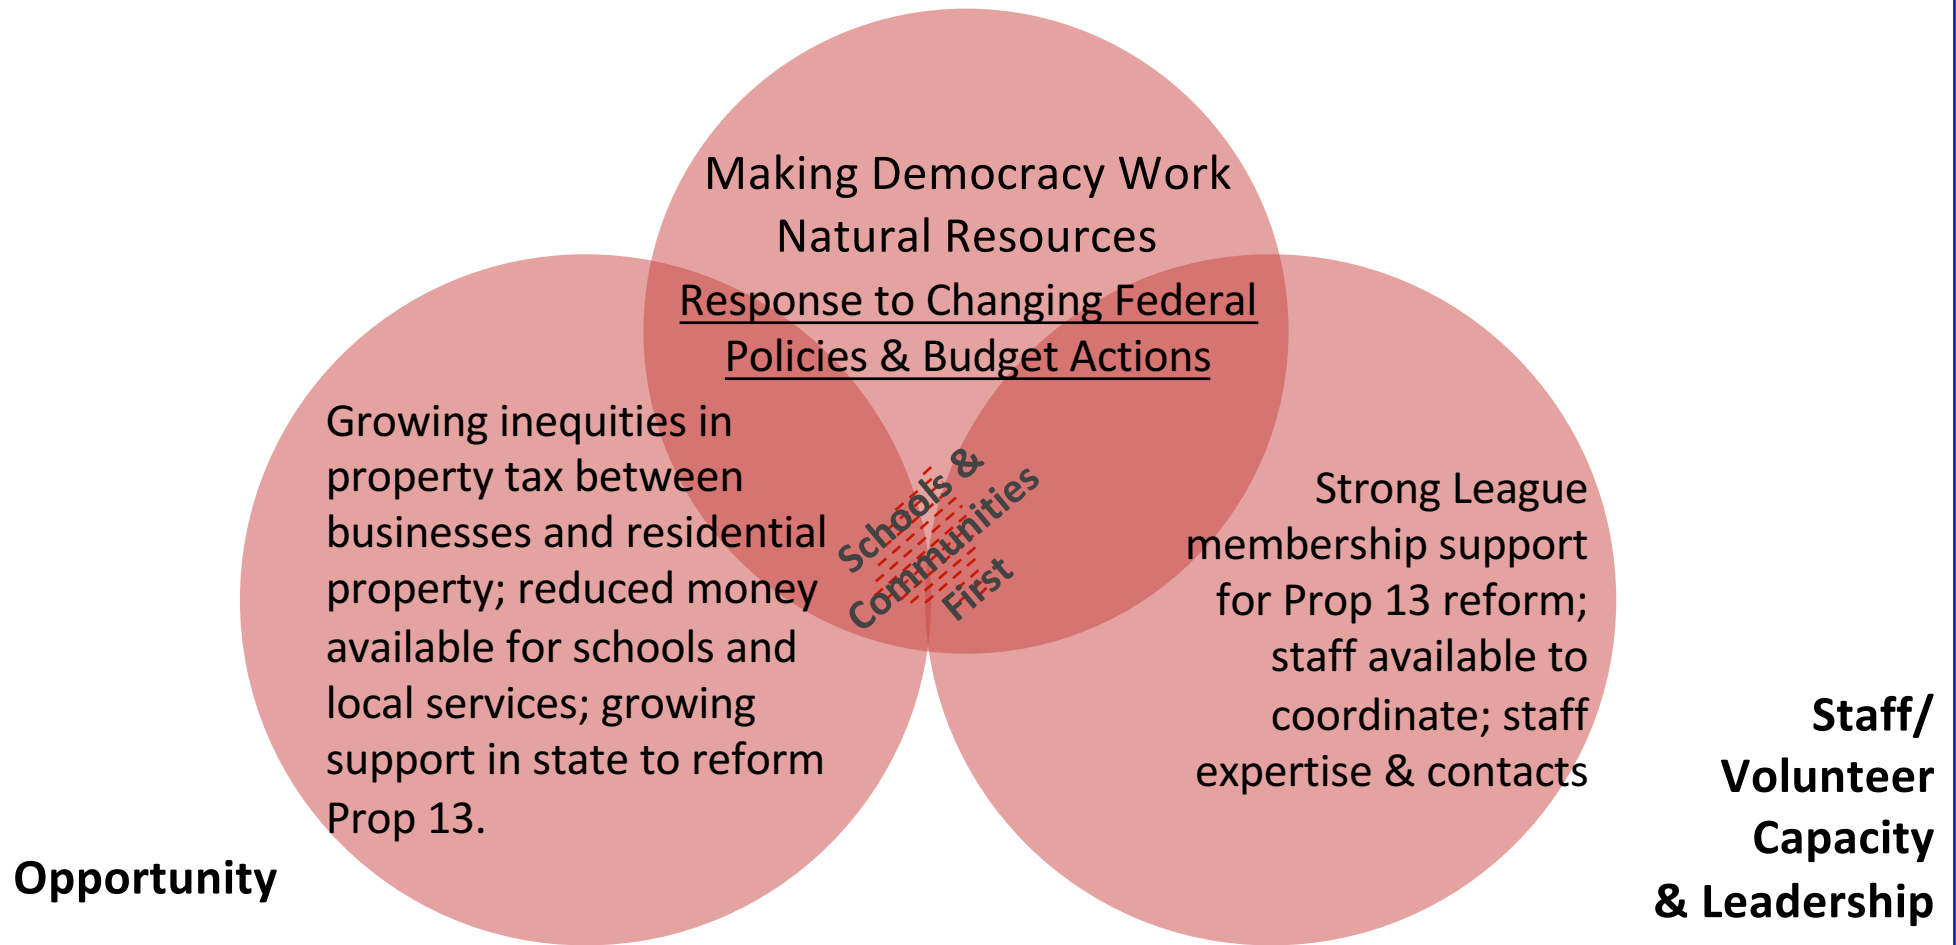 Making Democracy Work
Natural Resources
Response to Changing Federal
Policies & Budget Actions
Growing inequities in
property tax between
businesses and residential
property; reduced money
available for schools and
local services; growing
support in state to reform
Prop 13.
Schools &
Communities
First
Strong League
membership support
for Prop 13 reform;
staff available to
coordinate; staff
expertise & contacts
Opportunity
Staff/
Volunteer
Capacity
& Leadership